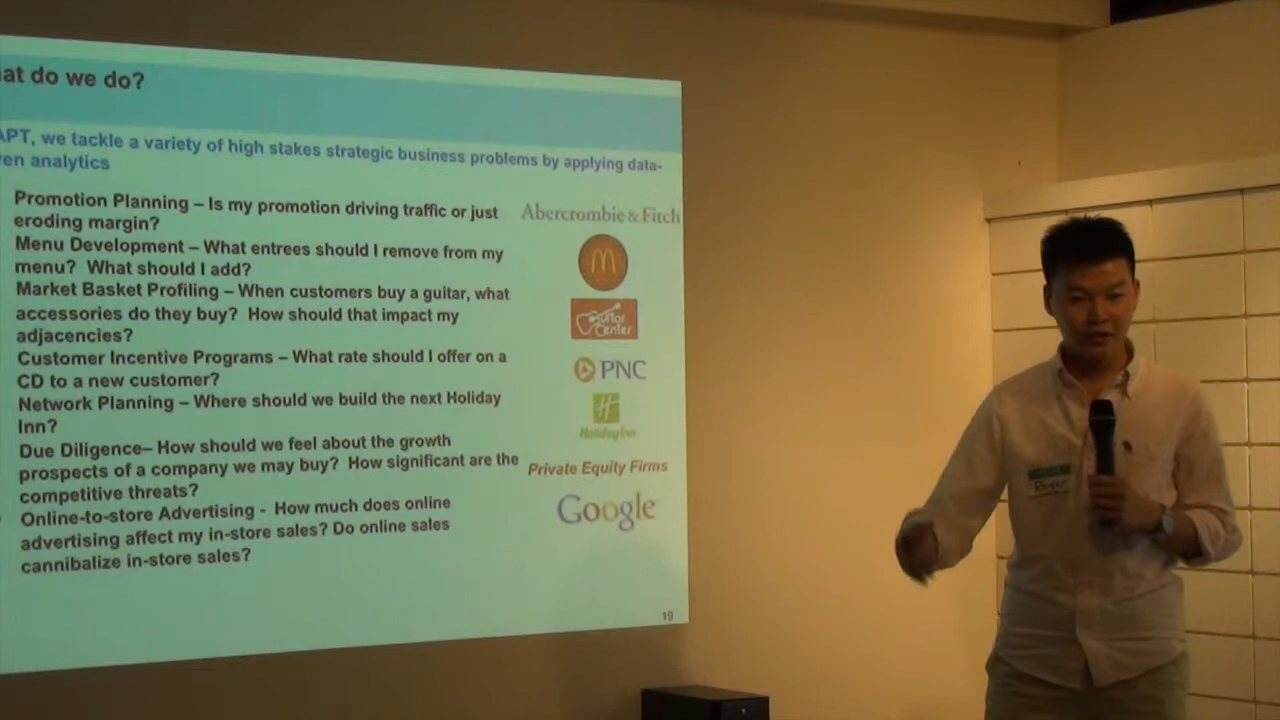 at do we do?
APT, we tackle a variety of high stakes strategic business problems by applying data-
en analytics
Promotion Planning – Is my promotion driving traffic or just
eroding margin?
Abercrombie & Fitch
Menu Development – What entrees should I remove from my
menu? What should I add?
M
Market Basket Profiling – When customers buy a guitar, what
accessories do they buy? How should that impact my
adjacencies?
Guitar
Center
Customer Incentive Programs – What rate should I offer on a
CD to a new customer?
PNC
Network Planning – Where should we build the next Holiday
Inn?
H
Holiday Inn
Due Diligence– How should we feel about the growth
prospects of a company we may buy? How significant are the
competitive threats?
Private Equity Firms
Online-to-store Advertising - How much does online
advertising affect my in-store sales? Do online sales
cannibalize in-store sales?
Google
19